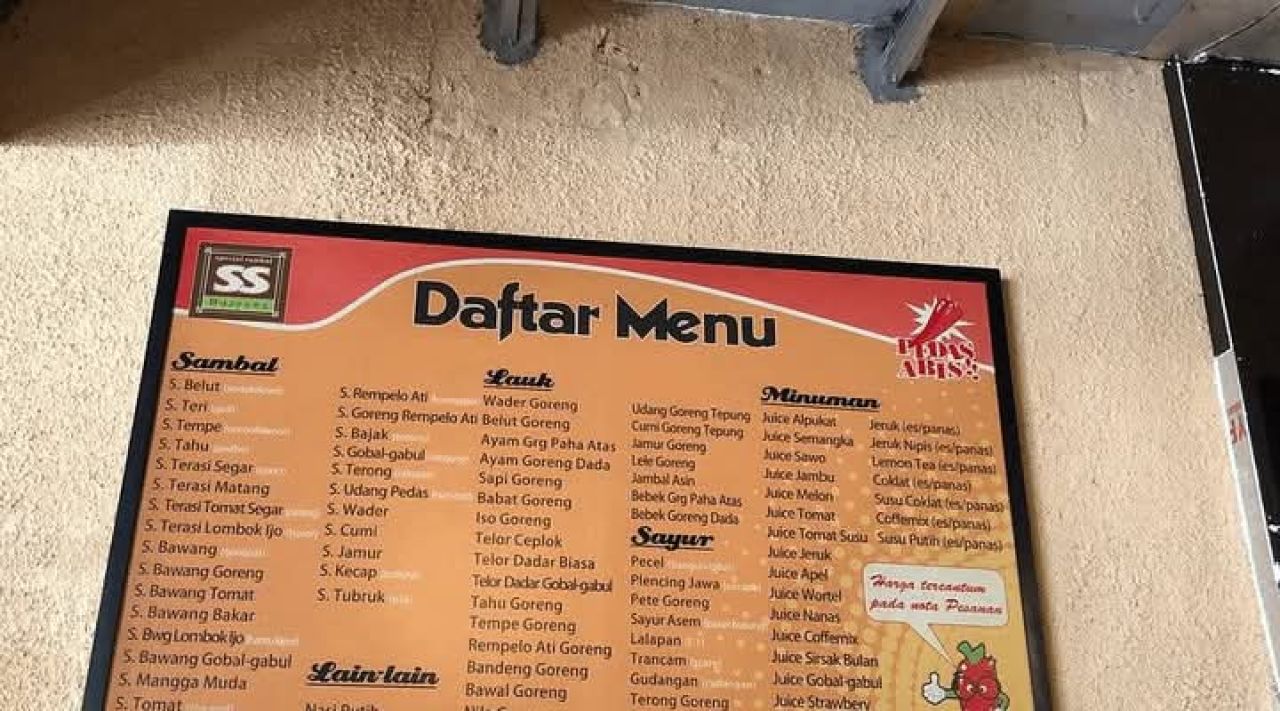 SS
Daftar Menu
PEDAS
ABIS!!
Sambal
S. Belut
S. Teri
S. Tempe
S. Tahu
S. Terasi Segar
S. Terasi Matang
S. Terasi Tomat Segar
S. Terasi Lombok Ijo
S. Bawang
S. Bawang Goreng
S. Bawang Tomat
S. Bawang Bakar
S. Bwg Lombok Ijo
S. Bawang Gobal-gabul
S. Mangga Muda
S. Tomat
S. Rempelo Ati
S. Goreng Rempelo Ati
S. Bajak
S. Gobal-gabul
S. Terong
S. Udang Pedas
S. Wader
S. Cumi
S. Jamur
S. Kecap
S. Tubruk
Lain-lain
Nasi Putih
Lauk
Wader Goreng
Belut Goreng
Ayam Grg Paha Atas
Ayam Goreng Dada
Sapi Goreng
Babat Goreng
Iso Goreng
Telor Ceplok
Telor Dadar Biasa
Telor Dadar Gobal-gabul
Tahu Goreng
Tempe Goreng
Rempelo Ati Goreng
Bandeng Goreng
Bawal Goreng
Udang Goreng Tepung
Cumi Goreng Tepung
Jamur Goreng
Lele Goreng
Jambal Asin
Bebek Grg Paha Atas
Bebek Goreng Dada
Sayur
Pecel
Plencing Jawa
Pete Goreng
Sayur Asem
Lalapan
Trancam
Gudangan
Terong Goreng
Minuman
Juice Alpukat
Juice Semangka
Juice Sawo
Juice Jambu
Juice Melon
Juice Tomat
Juice Tomat Susu
Juice Jeruk
Juice Apel
Juice Wortel
Juice Nanas
Juice Coffemix
Juice Sirsak Bulan
Juice Gobal-gabul
Juice Strawbery
Jeruk (es/panas)
Jeruk Nipis (es/panas)
Lemon Tea (es/panas)
Coklat (es/panas)
Susu Coklat (es/panas)
Coffemix (es/panas)
Susu Putih (es/panas)
Harga tercantum
pada nota Pesanan